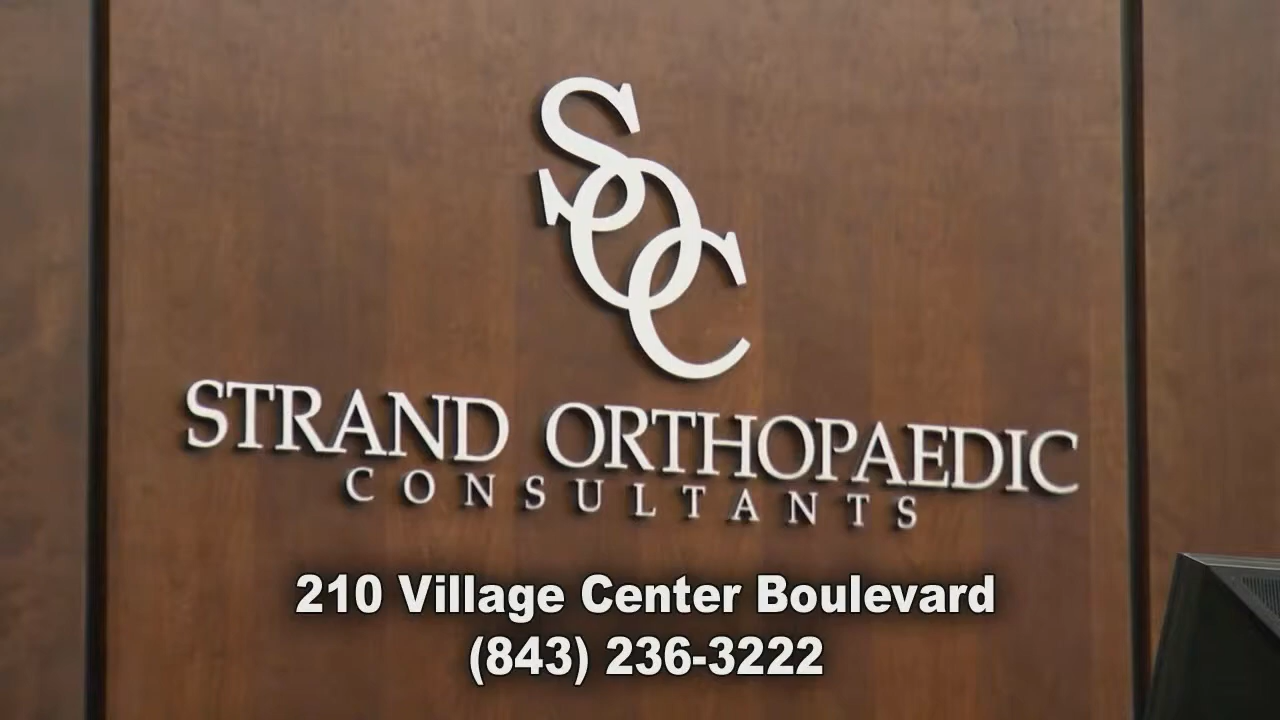 SOC
STRAND ORTHOPAEDIC
CONSULTANTS
210 Village Center Boulevard
(843) 236-3222